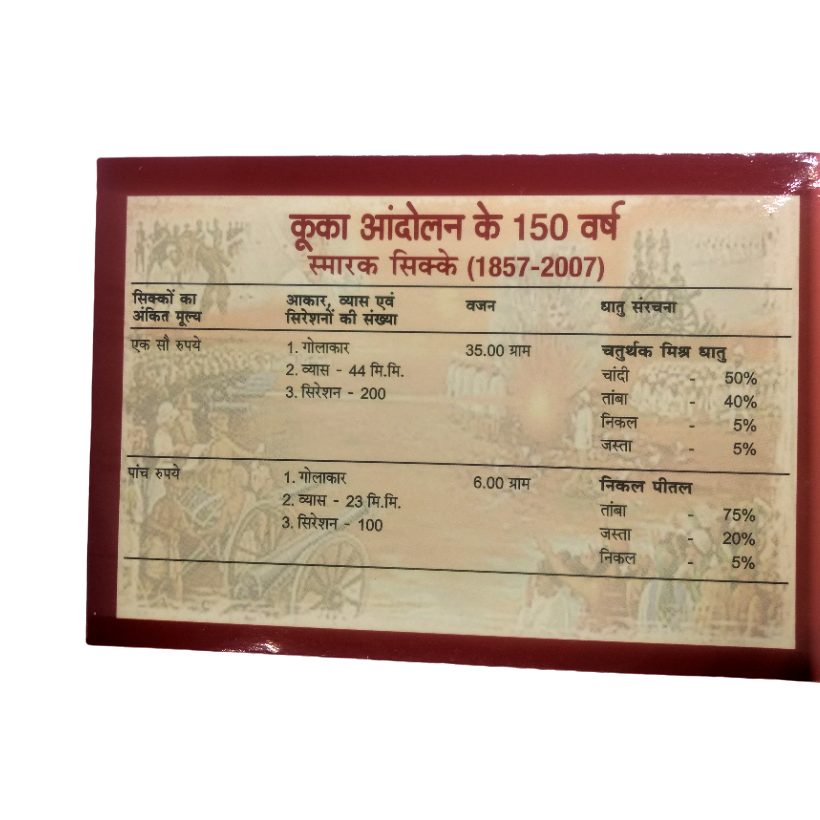 कूका आंदोलन के 150 वर्ष
स्मारक सिक्के (1857-2007)
सिक्कों का अंकित मूल्य
आकार, व्यास एवं सिरेशनों की संख्या
वजन
धातु संरचना
एक सौ रुपये
1. गोलाकार
2. व्यास - 44 मि.मि.
3. सिरेशन - 200
35.00 ग्राम
चतुर्थक मिश्र धातु
चांदी - 50%
तांबा - 40%
निकल - 5%
जस्ता - 5%
पांच रुपये
1. गोलाकार
2. व्यास - 23 मि.मि.
3. सिरेशन - 100
6.00 ग्राम
निकल पीतल
तांबा - 75%
जस्ता - 20%
निकल - 5%